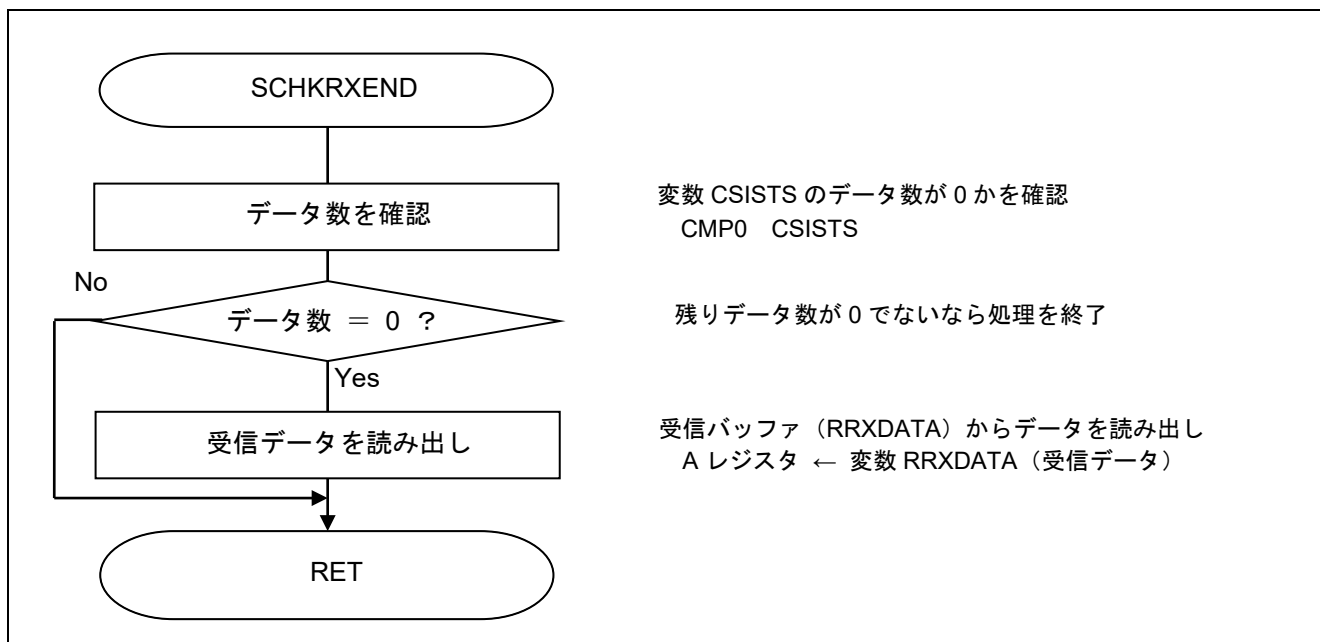 SCHKRXEND
データ数を確認
変数 CSISTS のデータ数が 0 かを確認
CMP0 CSISTS
No
データ数 = 0 ?
残りデータ数が 0 でないなら処理を終了
Yes
受信データを読み出し
受信バッファ（RRXDATA）からデータを読み出し
A レジスタ ← 変数 RRXDATA（受信データ）
RET